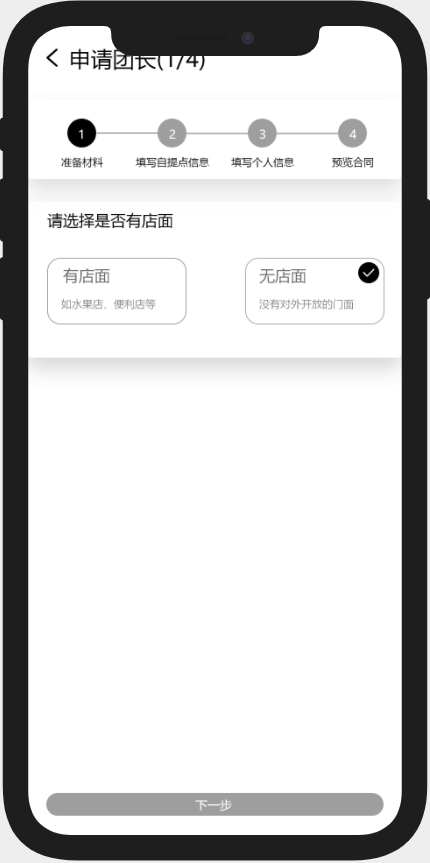 申请团长(1/4)
1 2 3 4
准备材料 填写自提点信息 填写个人信息 预览合同
请选择是否有店面
有店面 无店面
如水果店、便利店等 没有对外开放的门面
下一步